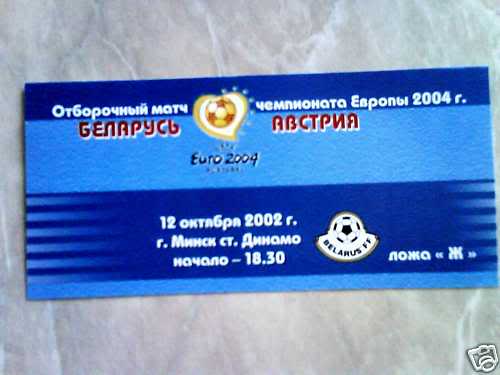 Отборочный матч чемпионата Европы 2004 г.
БЕЛАРУСЬ АВСТРИЯ
Euro 2004
12 октября 2002 г.
г. Минск ст. Динамо
начало – 18.30
BELARUS FF
ложа « Ж »